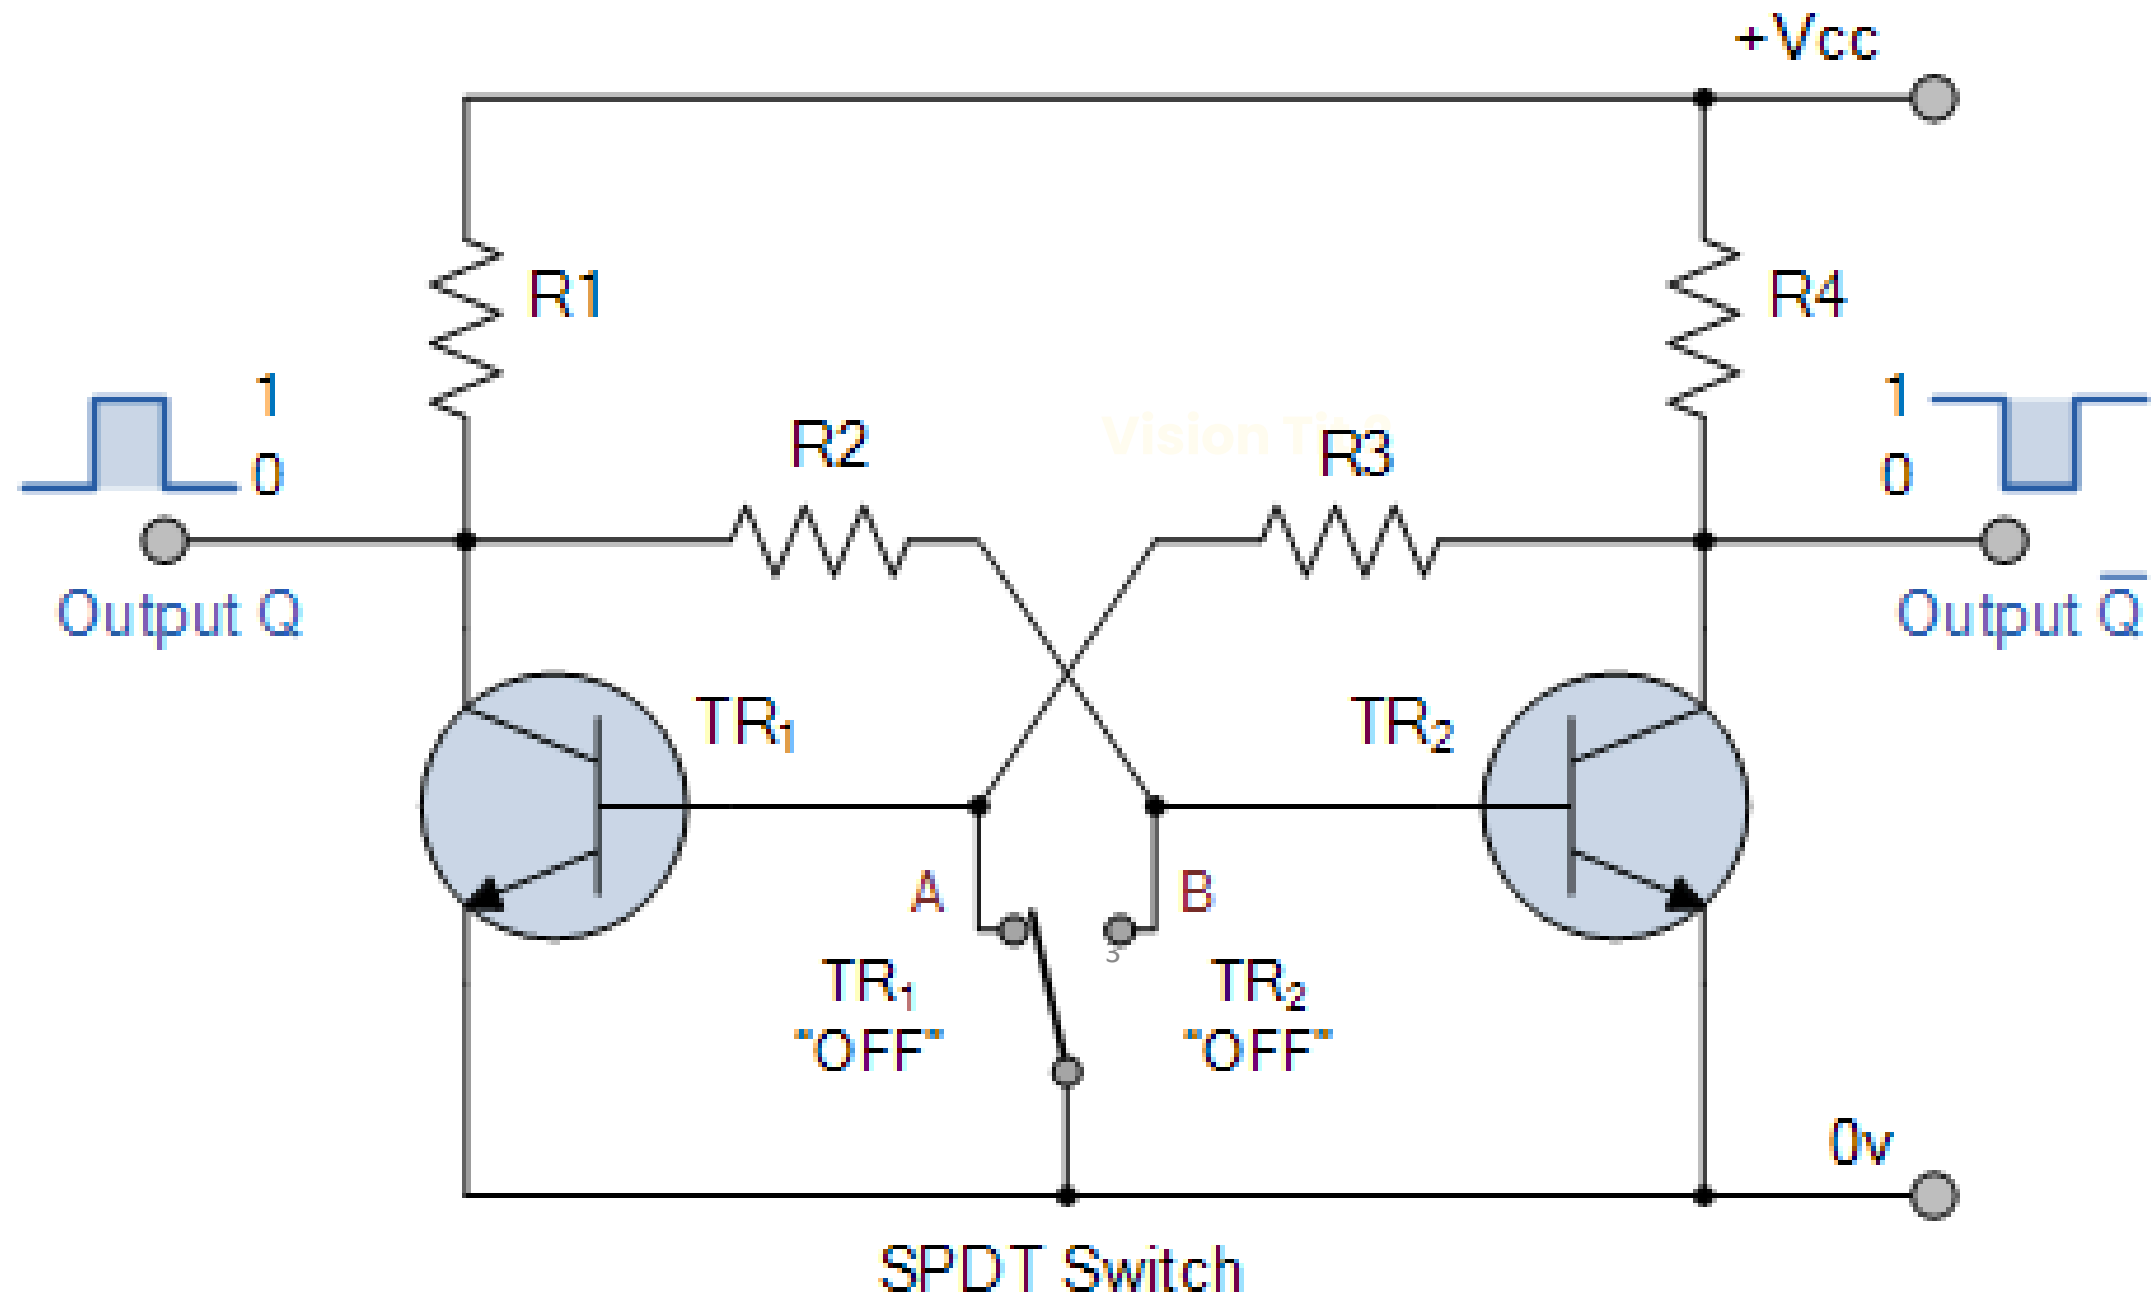 +Vcc
R1
R4
1
0
1
0
R2
R3
Output Q
Output Q̅
TR₁
TR₂
A
B
3
TR₁
"OFF"
TR₂
"OFF"
0v
SPDT Switch